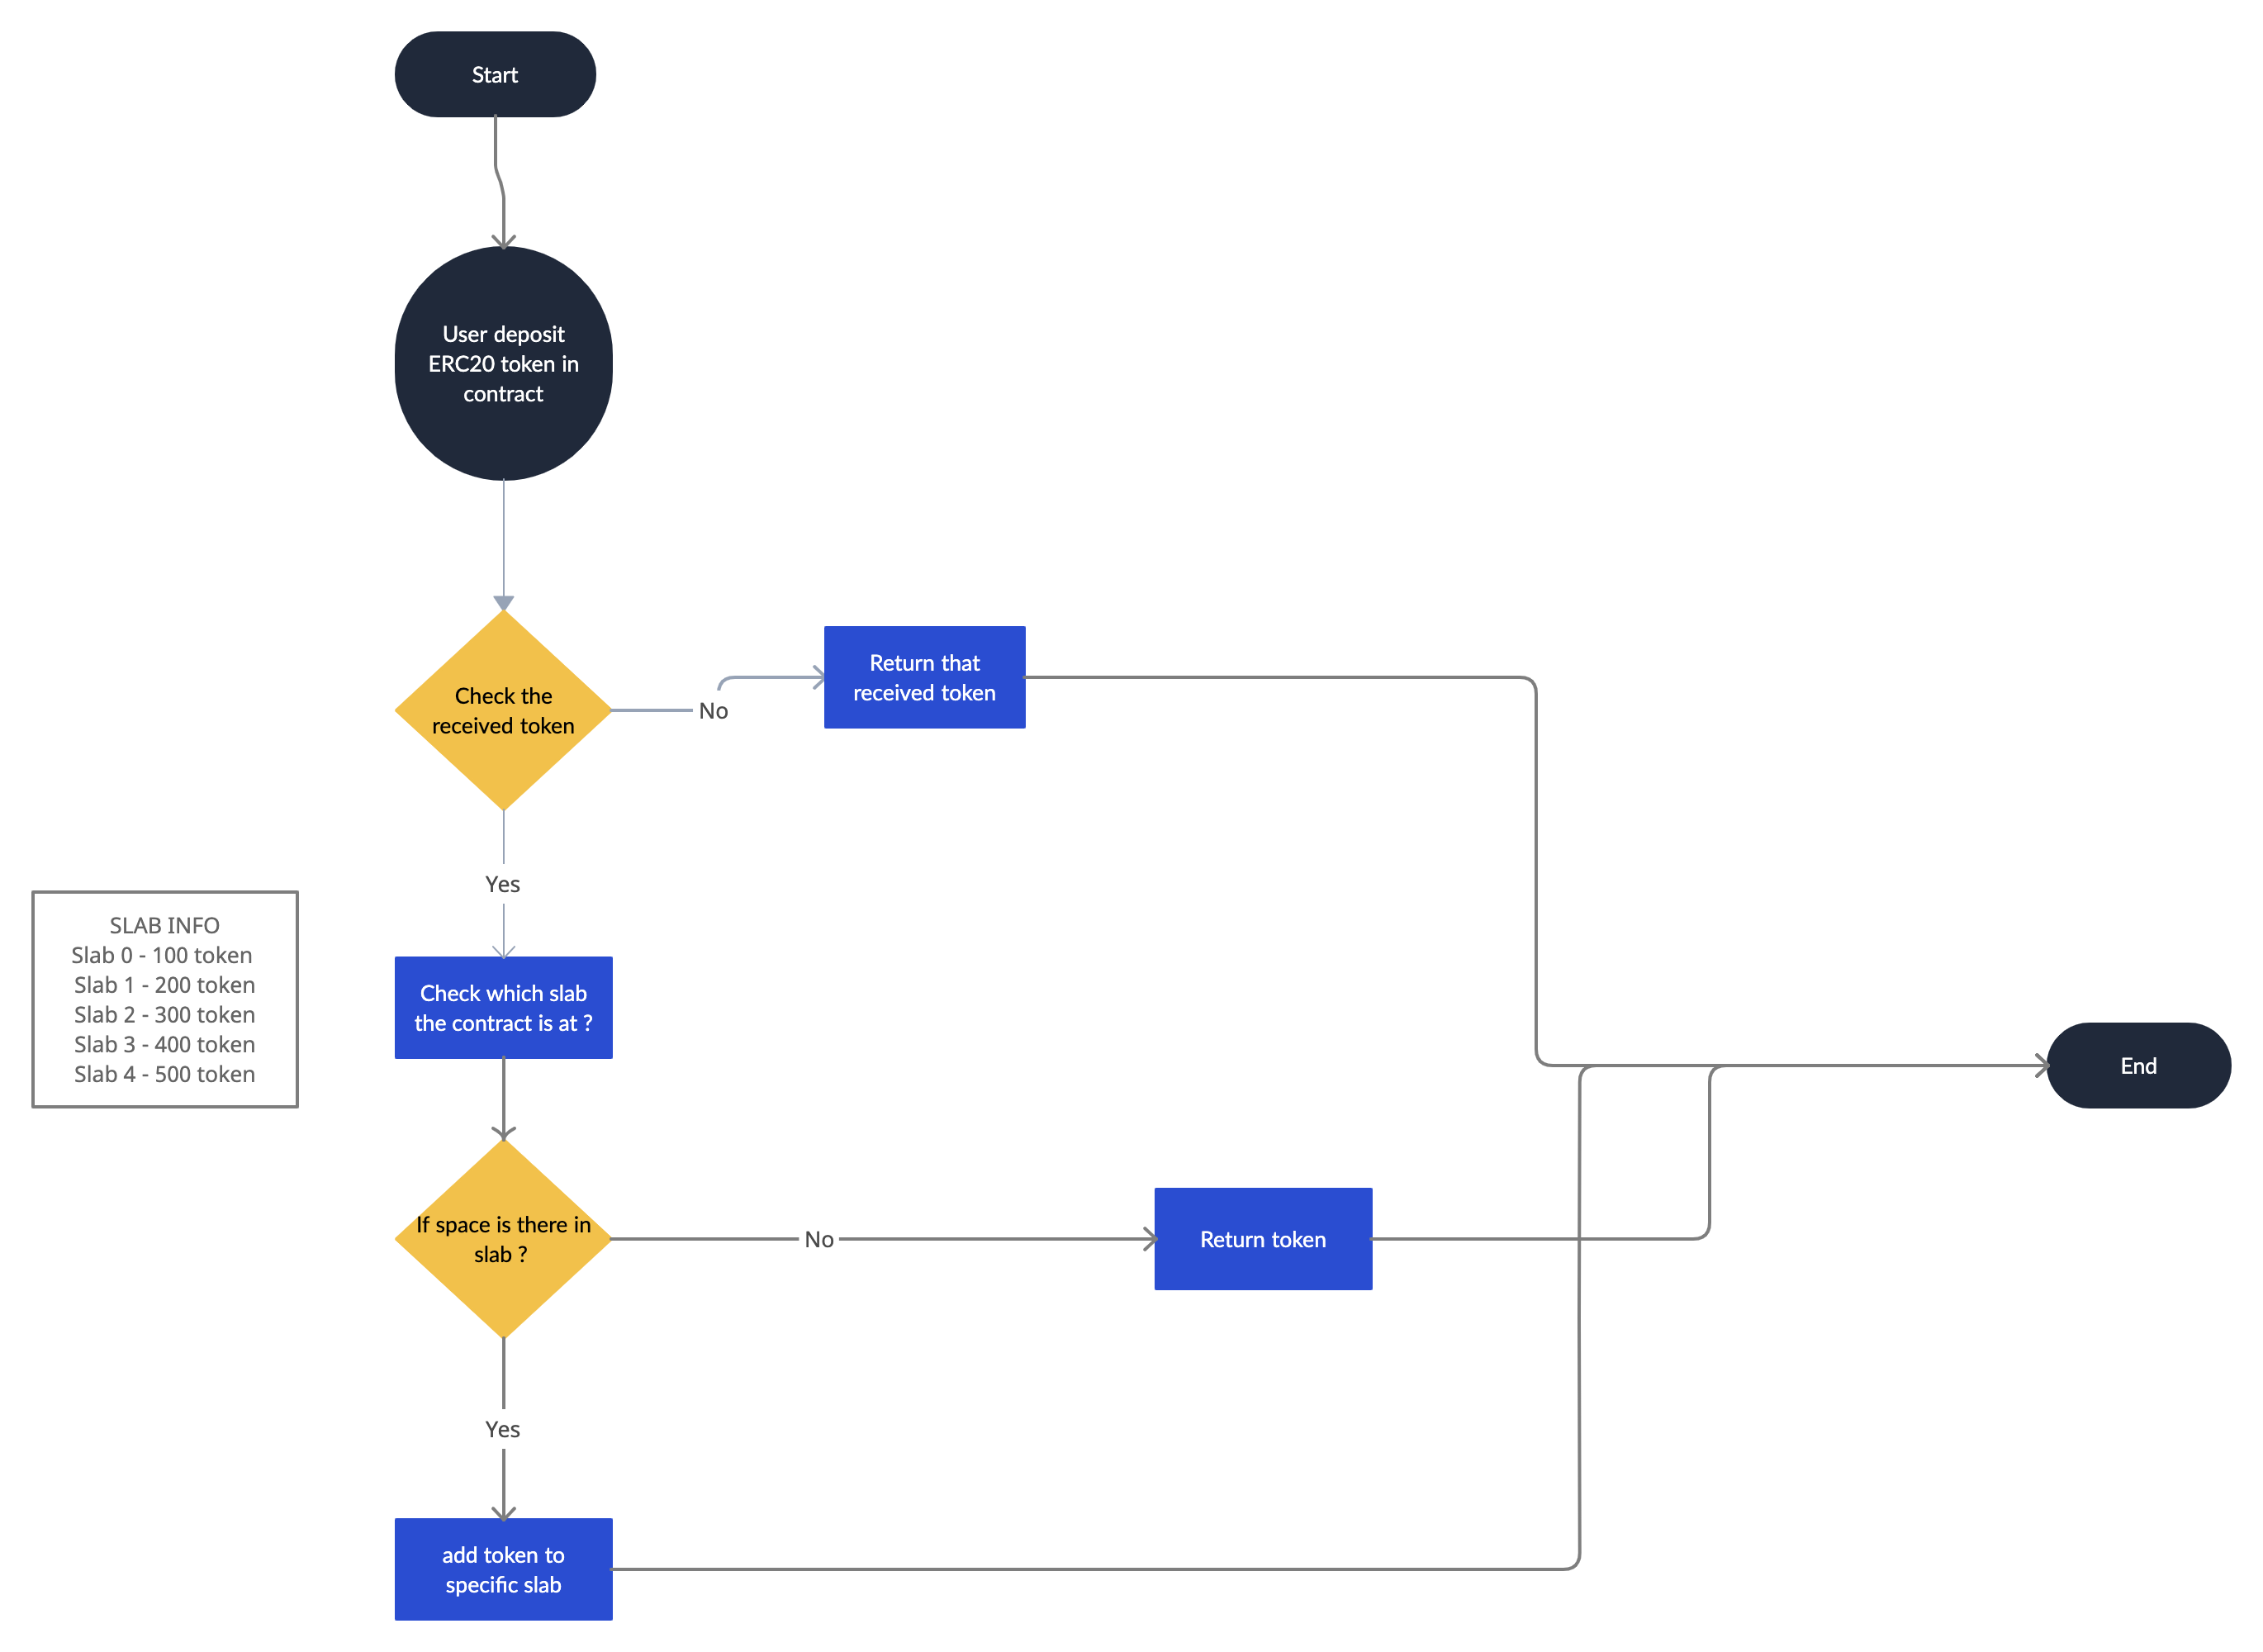 Start
User deposit
ERC20 token in
contract
Check the
received token
No
Return that
received token
Yes
SLAB INFO
Slab 0 - 100 token
Slab 1 - 200 token
Slab 2 - 300 token
Slab 3 - 400 token
Slab 4 - 500 token
Check which slab
the contract is at ?
End
If space is there in
slab ?
No
Return token
Yes
add token to
specific slab